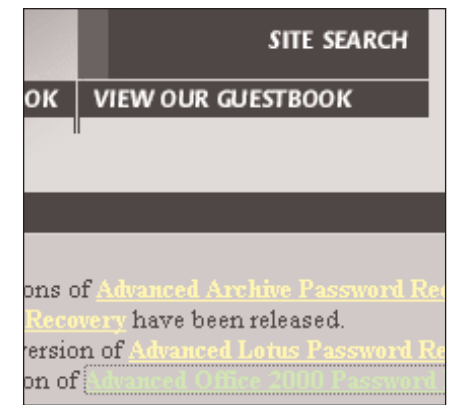 SITE SEARCH
OK VIEW OUR GUESTBOOK
ons of Advanced Archive Password Re
Recovery have been released.
ersion of Advanced Lotus Password Re
on of Advanced Office 2000 Password